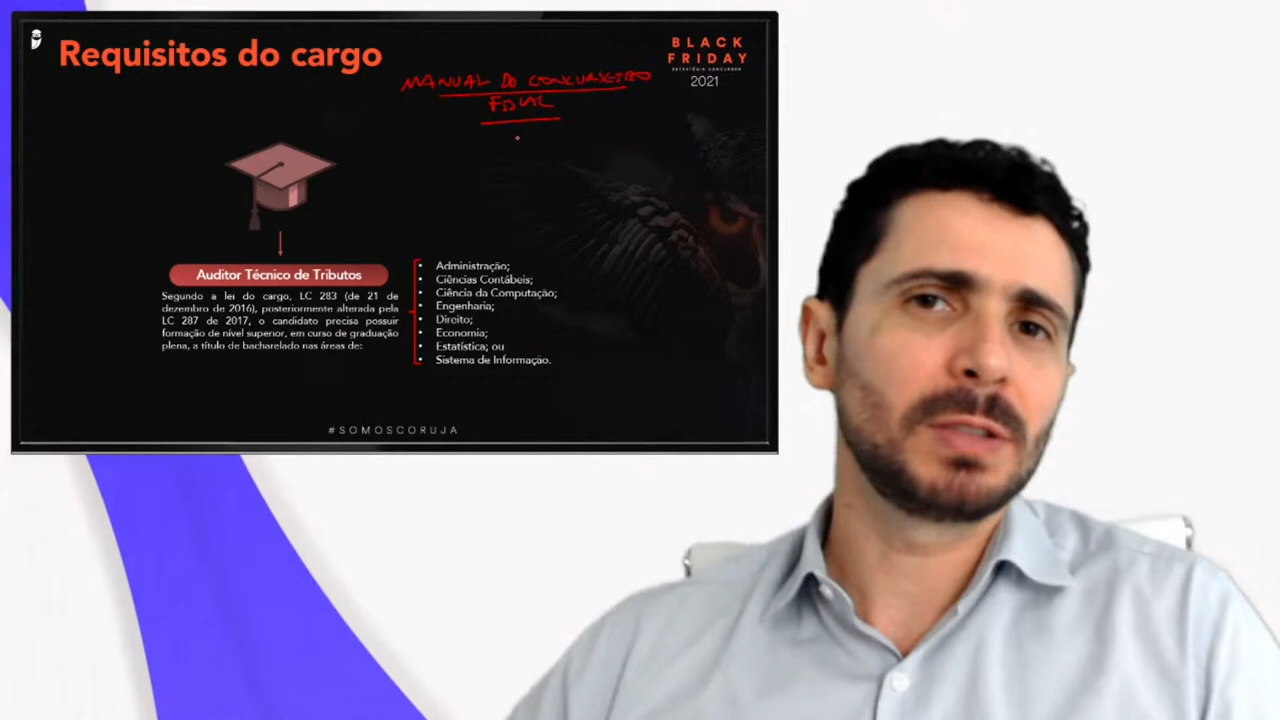 Requisitos do cargo
BLACK
FRIDAY
ESTRATÉGIA CONCURSOS
2021
MANUAL DO CONCURSEIRO
FISCAL
Auditor Técnico de Tributos
Segundo a lei do cargo, LC 283 (de 21 de
dezembro de 2016), posteriormente alterada pela
LC 287 de 2017, o candidato precisa possuir
formação de nível superior, em curso de graduação
plena, a título de bacharelado nas áreas de:
• Administração;
• Ciências Contábeis;
• Ciência da Computação;
• Engenharia;
• Direito;
• Economia;
• Estatística; ou
• Sistema de Informação.
#SOMOSCORUJA